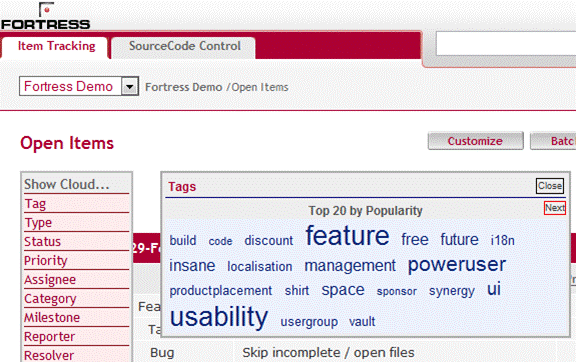 FORTRESS
Item Tracking
SourceCode Control
Fortress Demo
Fortress Demo /Open Items
Open Items
Customize
Batc
Show Cloud...
Tag
Type
Status
Priority
Assignee
Category
Milestone
Reporter
Resolver
Tags
Close
Top 20 by Popularity
Next
build code discount feature free future i18n
insane localisation management poweruser
productplacement shirt space sponsor synergy ui
usability usergroup vault
29-F
Fea
Ta
Bug
Skip incomplete / open files